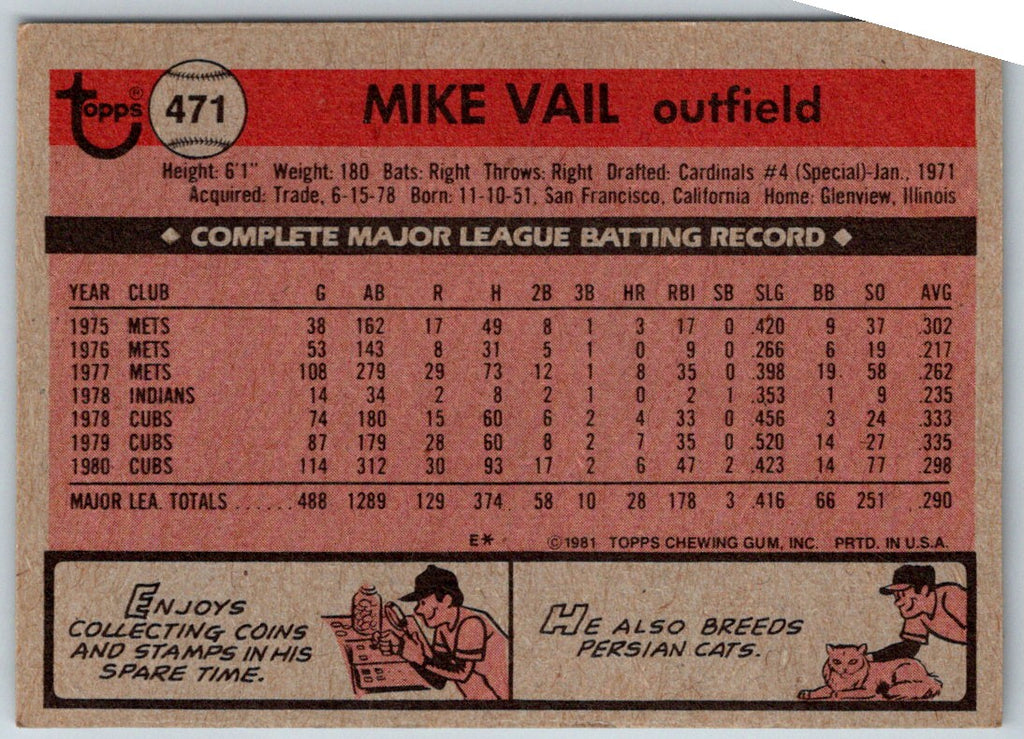 Topps® 471 MIKE VAIL outfield
Height: 6'1" Weight: 180 Bats: Right Throws: Right Drafted: Cardinals #4 (Special)-Jan., 1971
Acquired: Trade, 6-15-78 Born: 11-10-51, San Francisco, California Home: Glenview, Illinois
◆ COMPLETE MAJOR LEAGUE BATTING RECORD ◆
YEAR CLUB G AB R H 2B 3B HR RBI SB SLG BB SO AVG
1975 METS 38 162 17 49 8 1 3 17 0 .420 9 37 .302
1976 METS 53 143 8 31 5 1 0 9 0 .266 6 19 .217
1977 METS 108 279 29 73 12 1 8 35 0 .398 19 58 .262
1978 INDIANS 14 34 2 8 2 1 0 2 1 .353 1 9 .235
1978 CUBS 74 180 15 60 6 2 4 33 0 .456 3 24 .333
1979 CUBS 87 179 28 60 8 2 7 35 0 .520 14 27 .335
1980 CUBS 114 312 30 93 17 2 6 47 2 .423 14 77 .298
MAJOR LEA. TOTALS ...... 488 1289 129 374 58 10 28 178 3 .416 66 251 .290
E* ©1981 TOPPS CHEWING GUM, INC. PRTD. IN U.S.A.
ENJOYS
COLLECTING COINS
AND STAMPS IN HIS
SPARE TIME.
HE ALSO BREEDS
PERSIAN CATS.